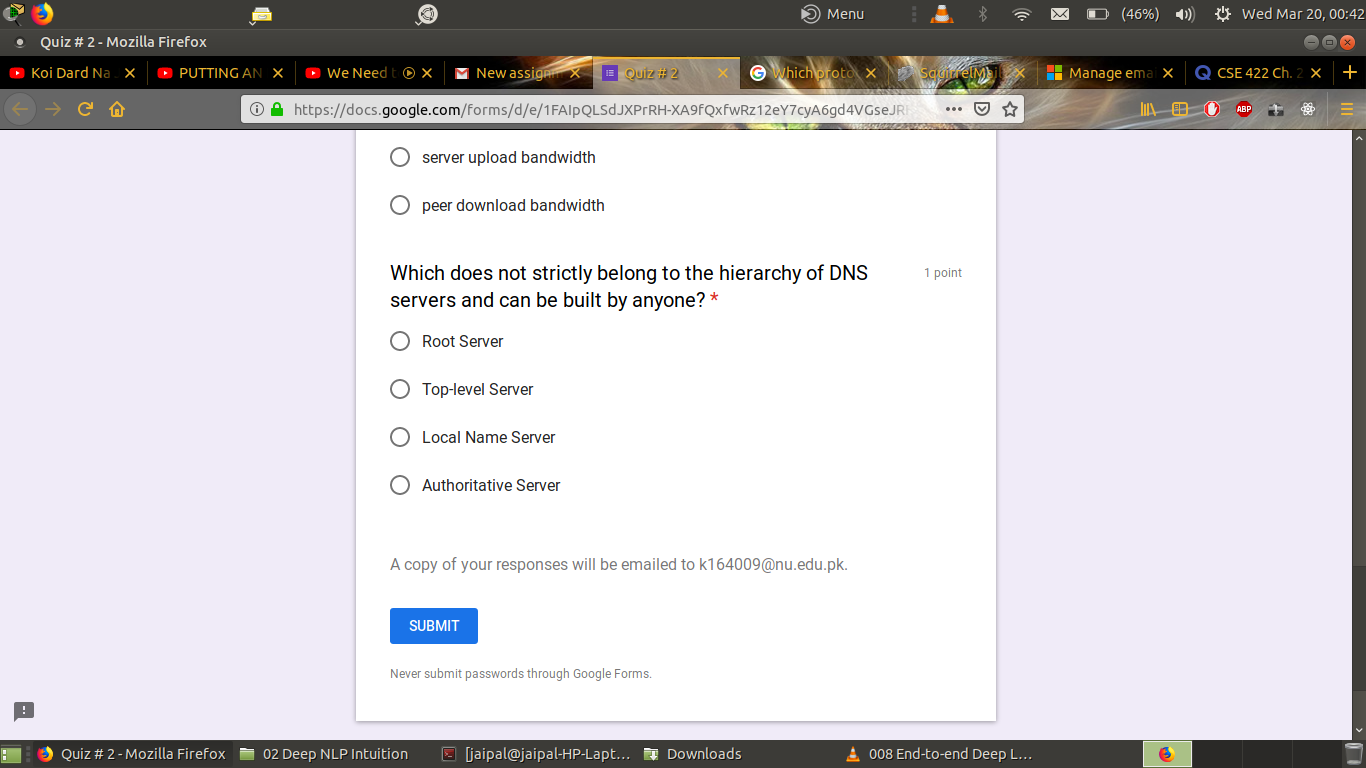 Menu
(46%)
Wed Mar 20, 00:42
Quiz # 2 - Mozilla Firefox
Koi Dard Na
PUTTING AN
We Need
New assignm
Quiz # 2
Which proto
SquirrelMail
Manage ema
CSE 422 Ch. 2
https://docs.google.com/forms/d/e/1FAIpQLSdJXPrRH-XA9fQxfwRz12eY7cyA6gd4VGseJR
ABP
server upload bandwidth
peer download bandwidth
Which does not strictly belong to the hierarchy of DNS
servers and can be built by anyone? *
1 point
Root Server
Top-level Server
Local Name Server
Authoritative Server
A copy of your responses will be emailed to k164009@nu.edu.pk.
SUBMIT
Never submit passwords through Google Forms.
Quiz # 2 - Mozilla Firefox
02 Deep NLP Intuition
[jaipal@jaipal-HP-Lapt...
Downloads
008 End-to-end Deep L...